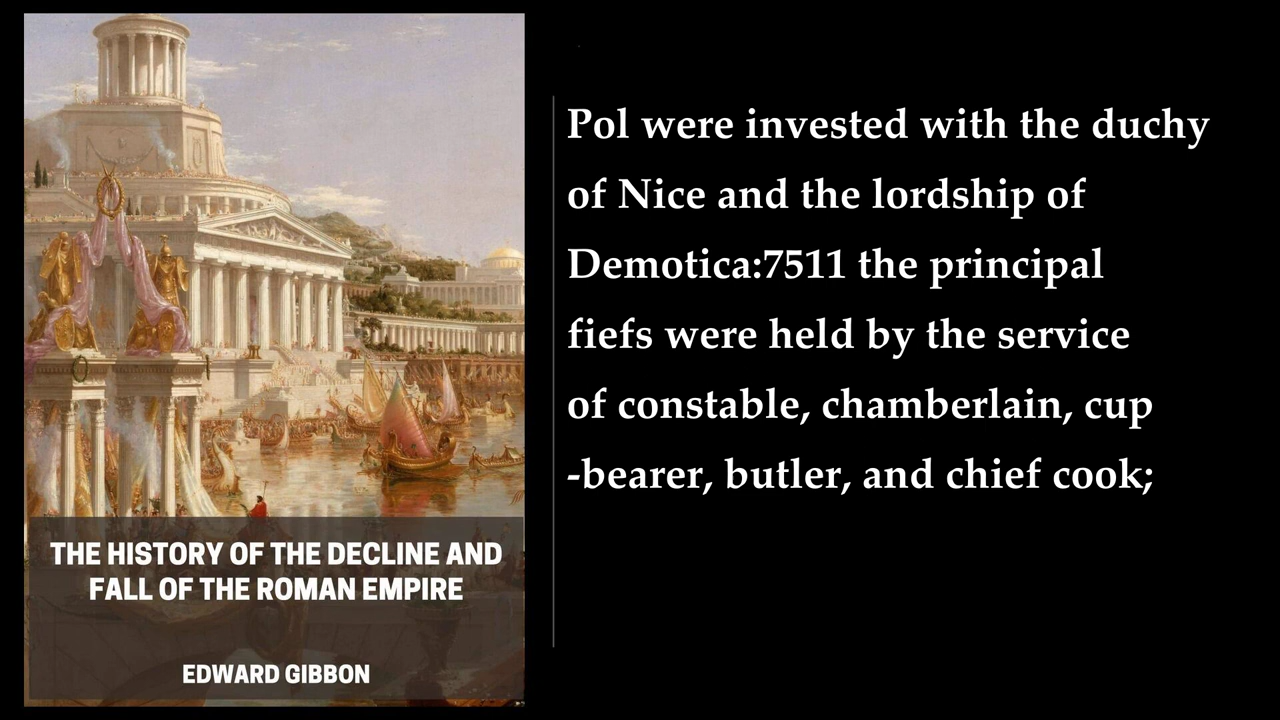 THE HISTORY OF THE DECLINE AND
FALL OF THE ROMAN EMPIRE
EDWARD GIBBON
Pol were invested with the duchy
of Nice and the lordship of
Demotica:7511 the principal
fiefs were held by the service
of constable, chamberlain, cup
-bearer, butler, and chief cook;